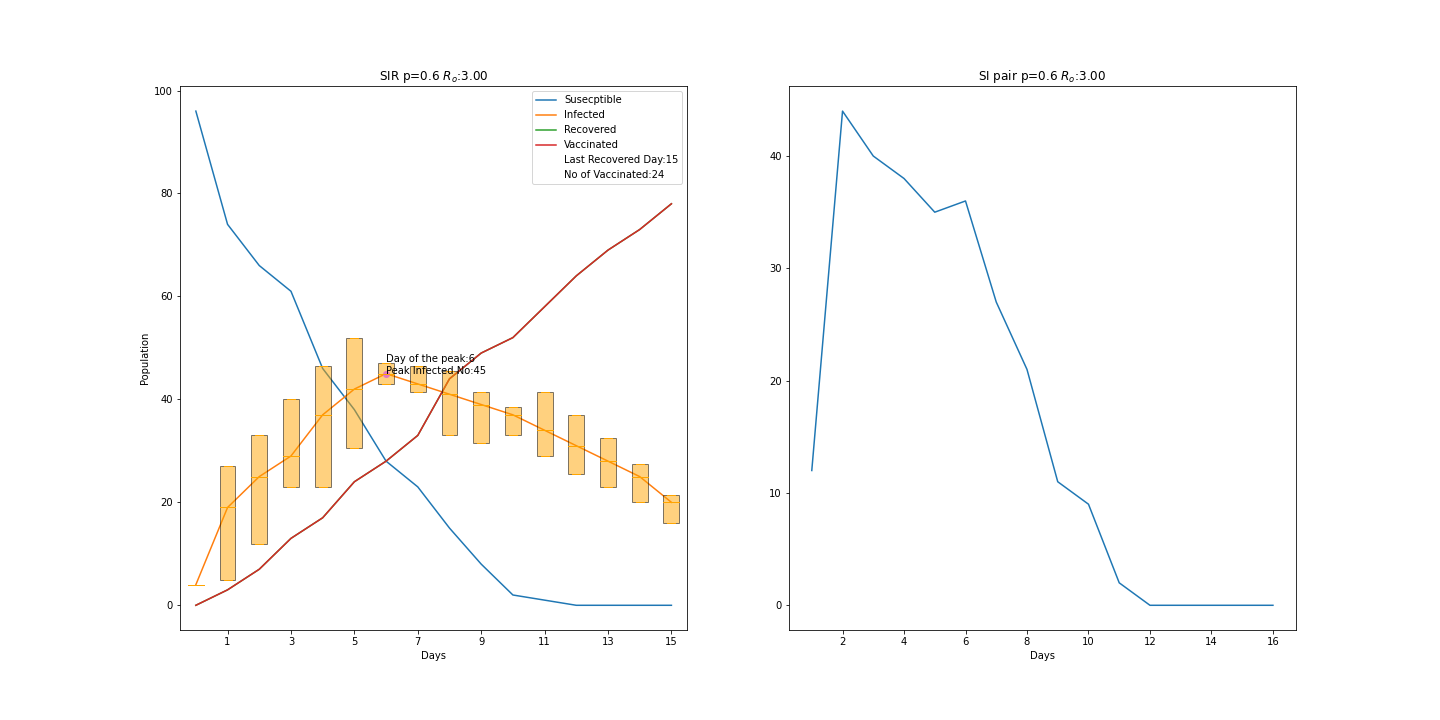 SIR p=0.6 Rₒ:3.00
100
80
60
40
20
0
Population
Susecptible
Infected
Recovered
Vaccinated
Last Recovered Day:15
No of Vaccinated:24
Day of the peak:6
Peak Infected No:45
1 3 5 7 9 11 13 15
Days
SI pair p=0.6 Rₒ:3.00
40
30
20
10
0
2 4 6 8 10 12 14 16
Days